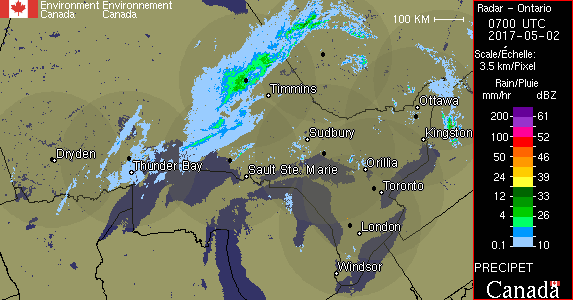 Environment Environnement
Canada Canada
100 KM
Timmins
Ottawa
Sudbury
Kingston
Dryden
Thunder Bay
Sault Ste. Marie
Orillia
Toronto
London
Windsor
Radar - Ontario
0700 UTC
2017-05-02
Scale/Échelle:
3.5 km/Pixel
Rain/Pluie
mm/hr dBZ
200 61
100 52
50 46
24 39
12 33
4 26
0.1 10
PRECIPET
Canada